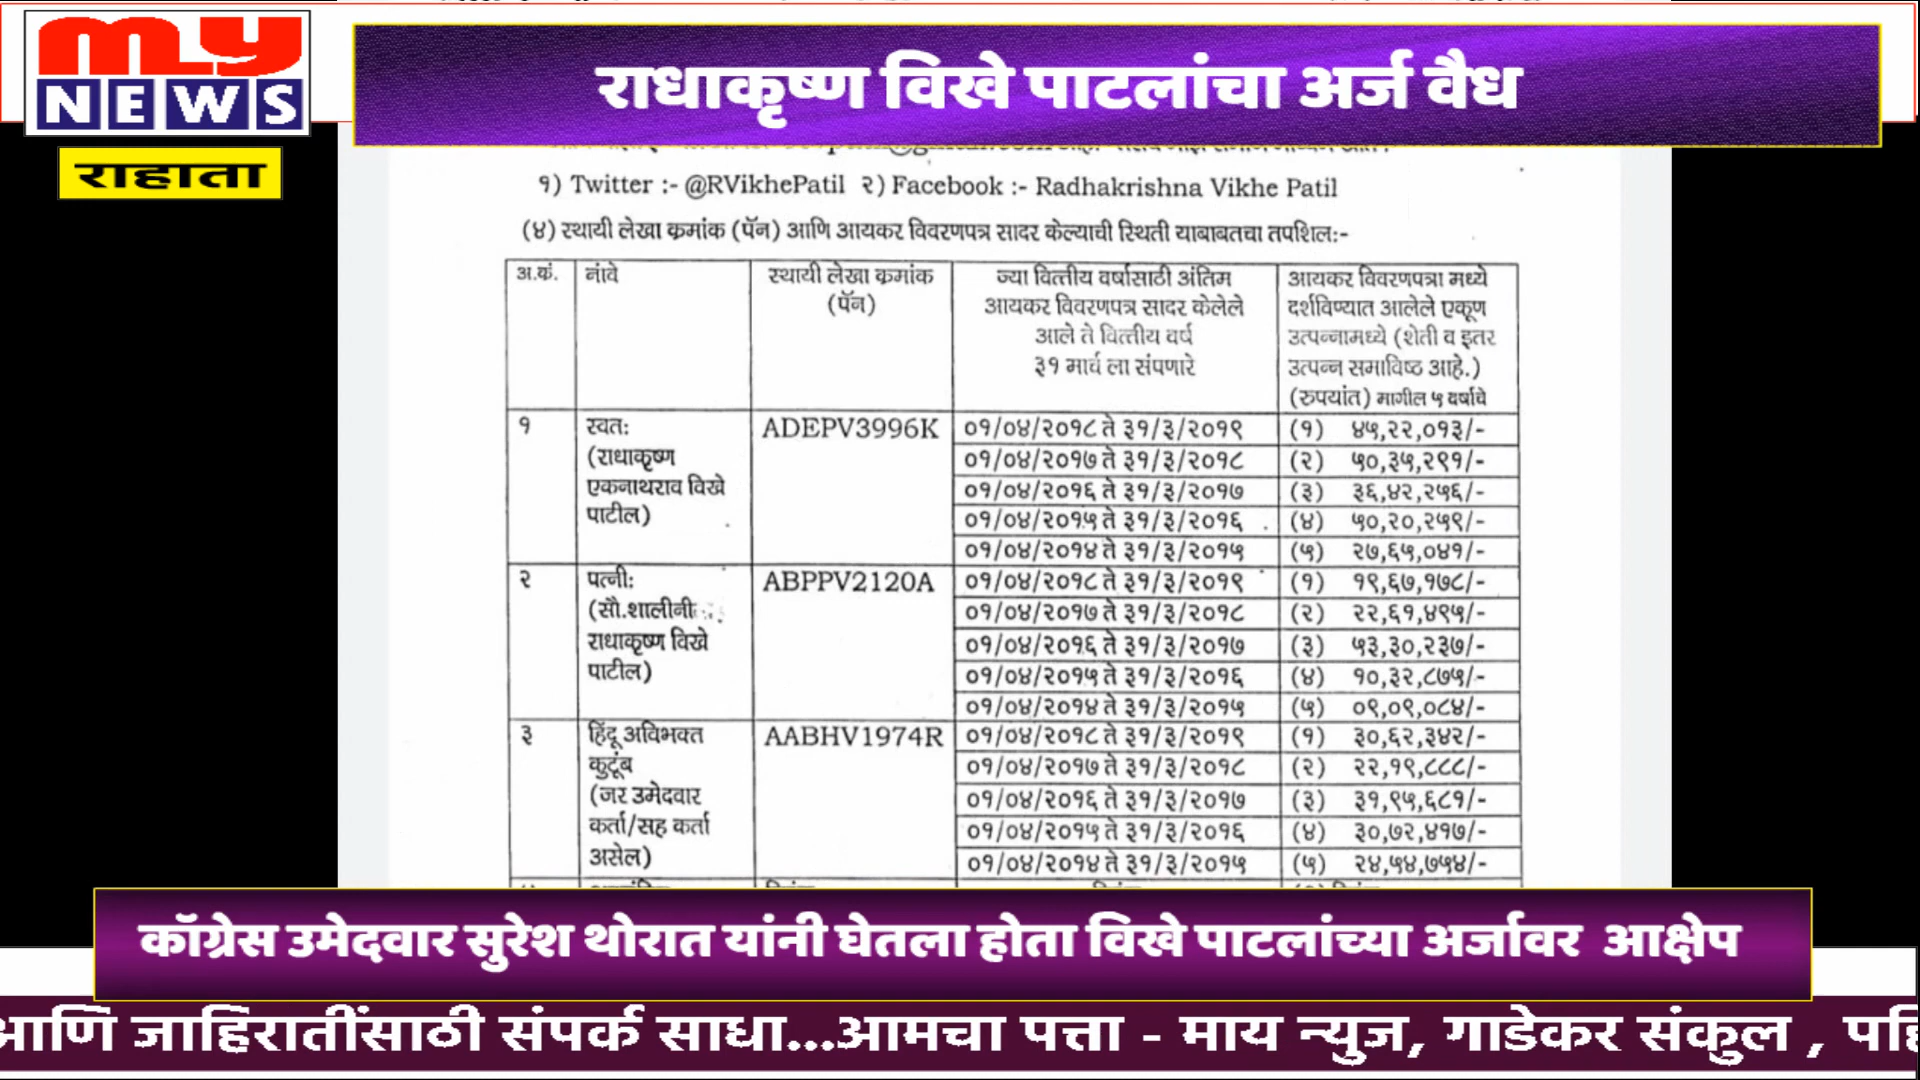 my
NEWS
राधाकृष्ण विखे पाटलांचा अर्ज वैध
राहाता
१) Twitter :- @RVikhePatil २) Facebook :- Radhakrishna Vikhe Patil
(४) स्थायी लेखा क्रमांक (पॅन) आणि आयकर विवरणपत्र सादर केल्याची स्थिती याबाबतचा तपशिल:-
अ.कं. नांवे स्थायी लेखा क्रमांक ज्या वित्तीय वर्षासाठी अंतिम आयकर विवरणपत्रा मध्ये
(पॅन) आयकर विवरणपत्र सादर केलेले दर्शविण्यात आलेले एकूण
आले ते वित्तीय वर्ष उत्पन्नामध्ये (शेती व इतर
३१ मार्च ला संपणारे उत्पन्न समाविष्ठ आहे.)
(रुपयांत) मागील ५ वर्षाचे
१ स्वत: ADEPV3996K ०१/०४/२०१८ ते ३१/३/२०१९ (१) ४५,२२,०१३/-
(राधाकृष्ण ०१/०४/२०१७ ते ३१/३/२०१८ (२) ५०,३५,२९१/-
एकनाथराव विखे ०१/०४/२०१६ ते ३१/३/२०१७ (३) ३६,४२,२५६/-
पाटील) ०१/०४/२०१५ ते ३१/३/२०१६ (४) ५०,२०,२५९/-
०१/०४/२०१४ ते ३१/३/२०१५ (५) २७,६५,०४१/-
२ पत्नी: ABPPV2120A ०१/०४/२०१८ ते ३१/३/२०१९ (१) १९,६७,१७८/-
(सौ.शालीनी ०१/०४/२०१७ ते ३१/३/२०१८ (२) २२,६१,४९५/-
राधाकृष्ण विखे ०१/०४/२०१६ ते ३१/३/२०१७ (३) ५३,३०,२३७/-
पाटील) ०१/०४/२०१५ ते ३१/३/२०१६ (४) १०,३२,८७५/-
०१/०४/२०१४ ते ३१/३/२०१५ (५) ०९,०९,०८४/-
३ हिंदू अविभक्त AABHV1974R ०१/०४/२०१८ ते ३१/३/२०१९ (१) ३०,६२,३४२/-
कुटूंब ०१/०४/२०१७ ते ३१/३/२०१८ (२) २२,१९,८८८/-
(जर उमेदवार ०१/०४/२०१६ ते ३१/३/२०१७ (३) ३१,९५,६८१/-
कर्ता/सह कर्ता ०१/०४/२०१५ ते ३१/३/२०१६ (४) ३०,७२,४१७/-
असेल) ०१/०४/२०१४ ते ३१/३/२०१५ (५) २४,५४,७५४/-
कॉग्रेस उमेदवार सुरेश थोरात यांनी घेतला होता विखे पाटलांच्या अर्जावर आक्षेप
आणि जाहिरातींसाठी संपर्क साधा...आमचा पत्ता - माय न्युज, गाडेकर संकुल ,